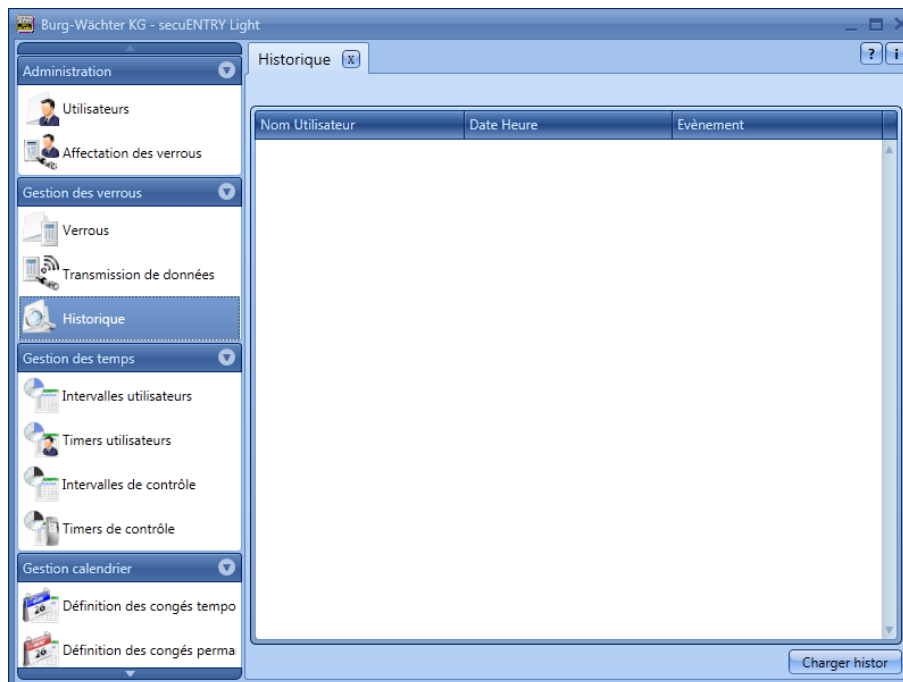 Burg-Wächter KG - secuENTRY Light
Administration
Utilisateurs
Affectation des verrous
Gestion des verrous
Verrous
Transmission de données
Historique
Gestion des temps
Intervalles utilisateurs
Timers utilisateurs
Intervalles de contrôle
Timers de contrôle
Gestion calendrier
Définition des congés tempo
Définition des congés perma
Historique x
? i
Nom Utilisateur Date Heure Evènement
Charger histor